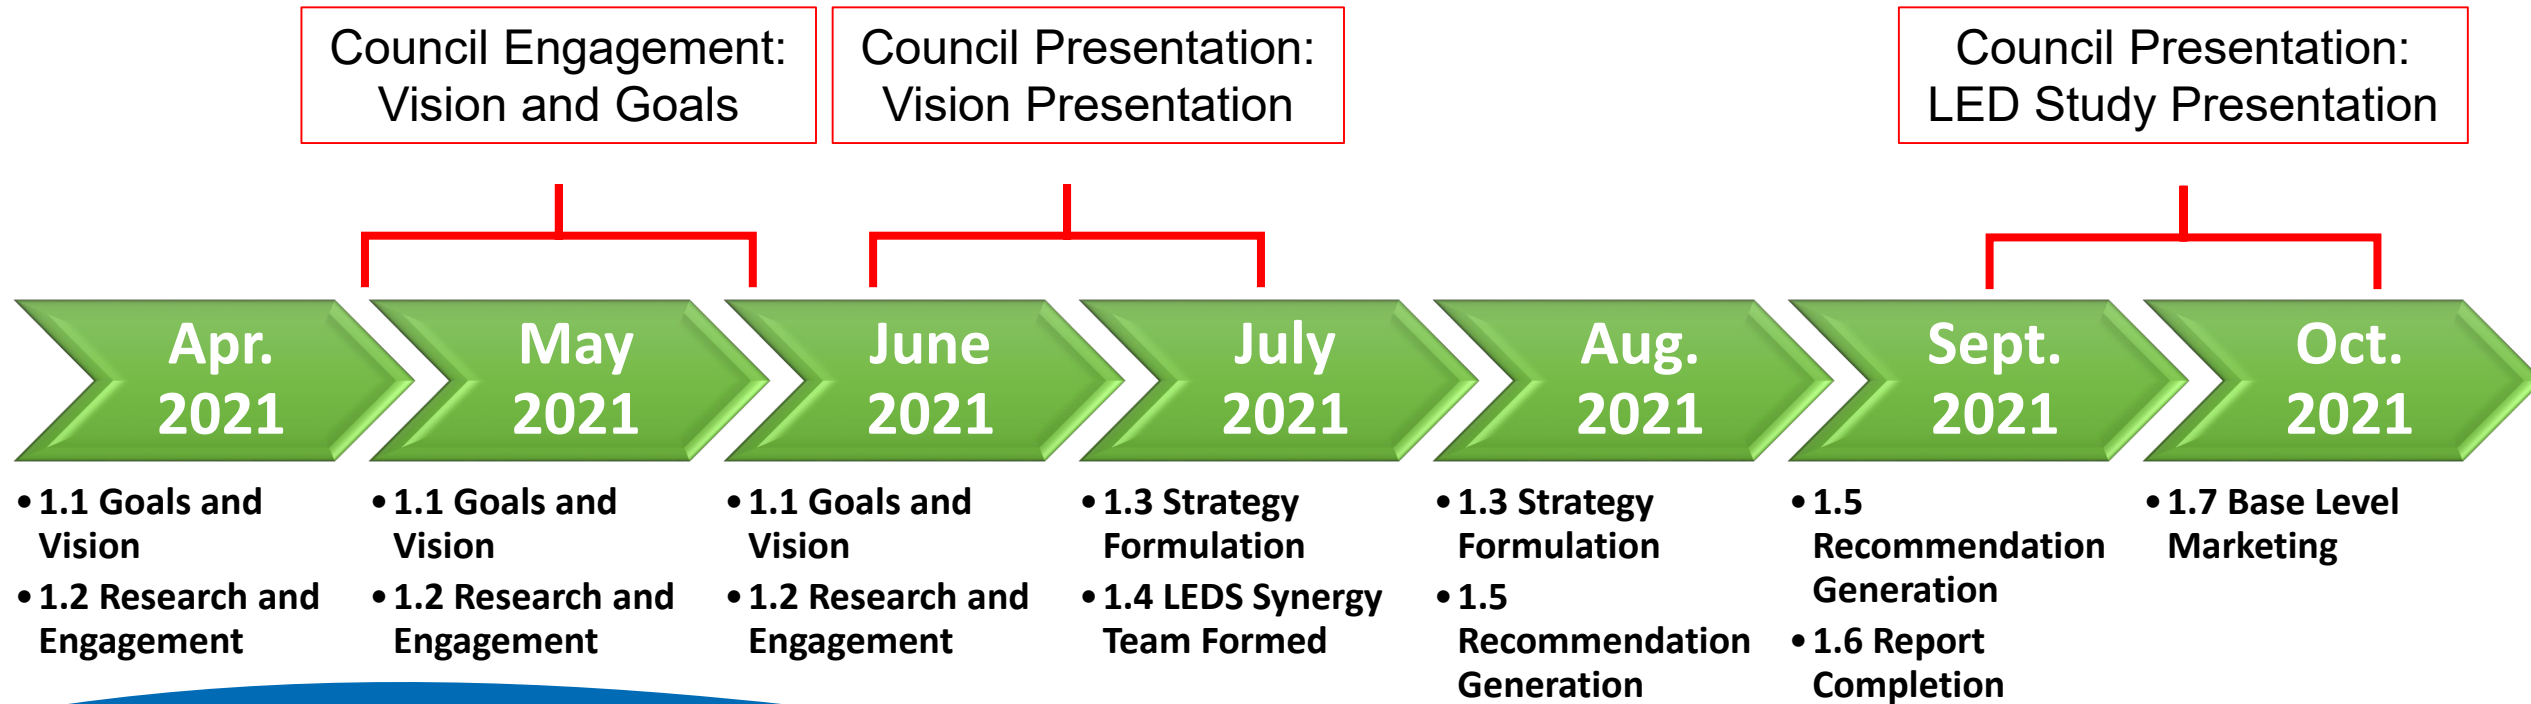 Council Engagement:
Vision and Goals
Council Presentation:
Vision Presentation
Council Presentation:
LED Study Presentation
Apr.
2021
May
2021
June
2021
July
2021
Aug.
2021
Sept.
2021
Oct.
2021
•1.1 Goals and
Vision
•1.2 Research and
Engagement
•1.1 Goals and
Vision
•1.2 Research and
Engagement
•1.1 Goals and
Vision
•1.2 Research and
Engagement
•1.3 Strategy
Formulation
•1.4 LEDS Synergy
Team Formed
•1.3 Strategy
Formulation
•1.5
Recommendation
Generation
•1.5
Recommendation
Generation
•1.6 Report
Completion
•1.7 Base Level
Marketing